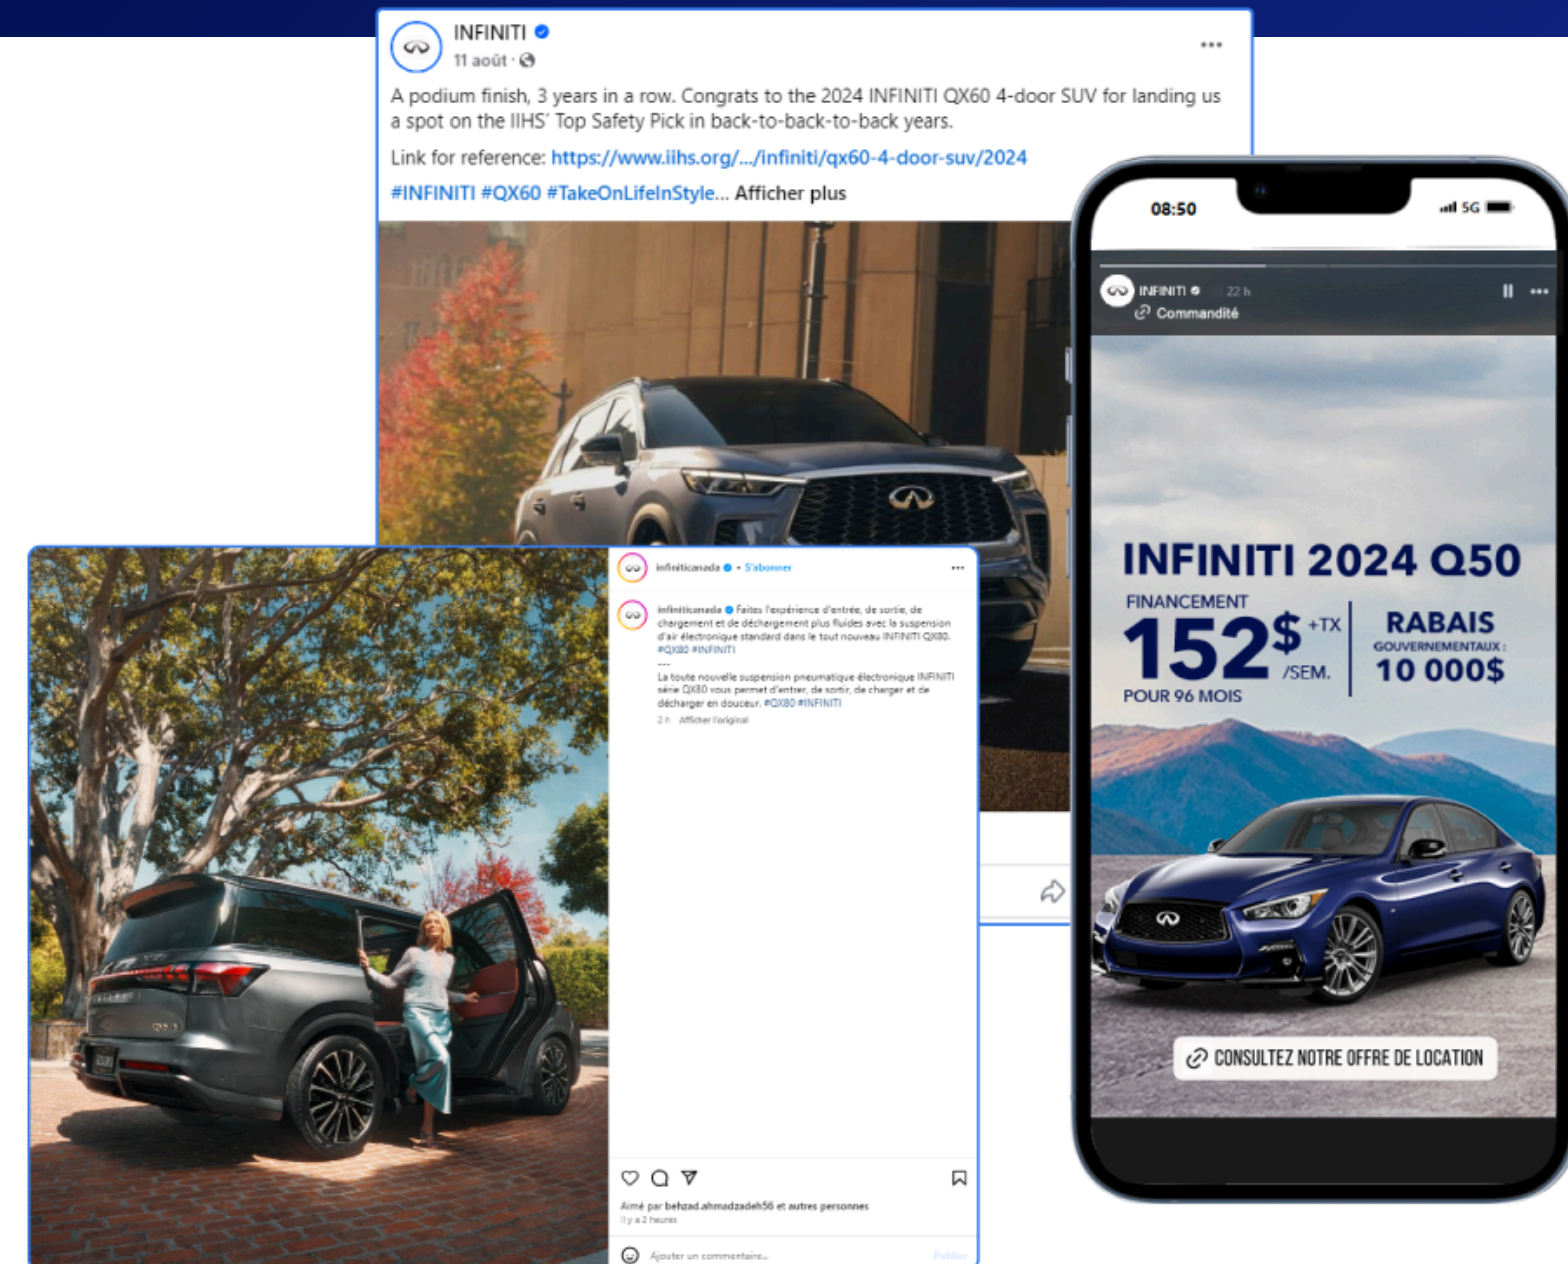 INFINITI
11 août ·
A podium finish, 3 years in a row. Congrats to the 2024 INFINITI QX60 4-door SUV for landing us
a spot on the IIHS' Top Safety Pick in back-to-back-to-back years.
Link for reference: https://www.iihs.org/.../infiniti/qx60-4-door-suv/2024
#INFINITI #QX60 #TakeOnLifeInStyle... Afficher plus
infiniticanada • S'abonner
infiniticanada Faites l'expérience d'entrée, de sortie, de
chargement et de déchargement plus fluides avec la suspension
d'air électronique standard dans le tout nouveau INFINITI QX80.
#QX80 #INFINITI
---
La toute nouvelle suspension pneumatique électronique INFINITI
série QX80 vous permet d'entrer, de sortir, de charger et de
décharger en douceur. #QX80 #INFINITI
2 h Afficher l'original
Aimé par behzad.ahmadzadeh56 et autres personnes
Il y a 2 heures
Ajouter un commentaire...
Publier
08:50
5G
INFINITI 22 h
Commandité
INFINITI 2024 Q50
FINANCEMENT
152$ +TX
/SEM.
POUR 96 MOIS
RABAIS
GOUVERNEMENTAUX :
10 000$
CONSULTEZ NOTRE OFFRE DE LOCATION